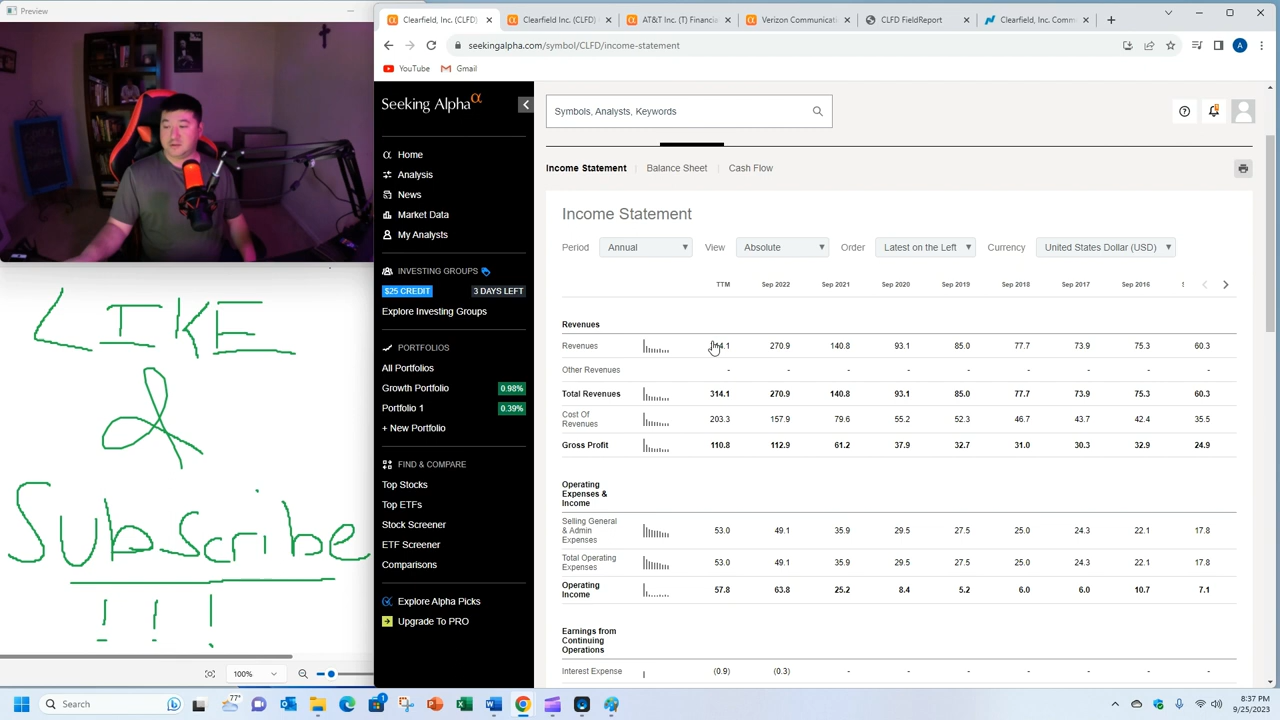 Preview
LIKE
&
Subscribe
!!!
100%
Clearfield, Inc. (CLFD)
Clearfield Inc. (CLFD)
AT&T Inc. (T) Financia
Verizon Communicati
CLFD FieldReport
Clearfield, Inc. Comm
seekingalpha.com/symbol/CLFD/income-statement
A
YouTube
Gmail
Seeking Alpha α
Home
Analysis
News
Market Data
My Analysts
INVESTING GROUPS
$25 CREDIT 3 DAYS LEFT
Explore Investing Groups
PORTFOLIOS
All Portfolios
Growth Portfolio 0.98%
Portfolio 1 0.39%
+ New Portfolio
FIND & COMPARE
Top Stocks
Top ETFs
Stock Screener
ETF Screener
Comparisons
Explore Alpha Picks
Upgrade To PRO
Symbols, Analysts, Keywords
Income Statement | Balance Sheet | Cash Flow
Income Statement
Period Annual View Absolute Order Latest on the Left Currency United States Dollar (USD)
TTM Sep 2022 Sep 2021 Sep 2020 Sep 2019 Sep 2018 Sep 2017 Sep 2016
Revenues
Revenues 270.9 140.8 93.1 85.0 77.7 73.9 75.3 60.3
Other Revenues - - - - - - - - -
Total Revenues 314.1 270.9 140.8 93.1 85.0 77.7 73.9 75.3 60.3
Cost Of Revenues 203.3 157.9 79.6 55.2 52.3 46.7 43.7 42.4 35.5
Gross Profit 110.8 112.9 61.2 37.9 32.7 31.0 30.3 32.9 24.9
Operating
Expenses &
Income
Selling General
& Admin
Expenses 53.0 49.1 35.9 29.5 27.5 25.0 24.3 22.1 17.8
Total Operating
Expenses 53.0 49.1 35.9 29.5 27.5 25.0 24.3 22.1 17.8
Operating
Income 57.8 63.8 25.2 8.4 5.2 6.0 6.0 10.7 7.1
Earnings from
Continuing
Operations
Interest Expense (0.9) (0.3) - - - - - - -
Search
77°
1
8:37 PM
9/25/2023